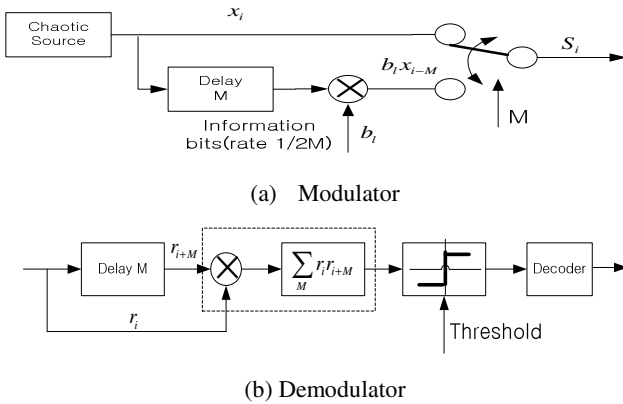 Chaotic
Source
x_i
S_i
Delay
M
b_l x_{i-M}
Information
bits(rate 1/2M)
b_l
M
(a) Modulator
Delay M
r_{i+M}
r_i
∑_M r_i r_{i+M}
Decoder
Threshold
(b) Demodulator